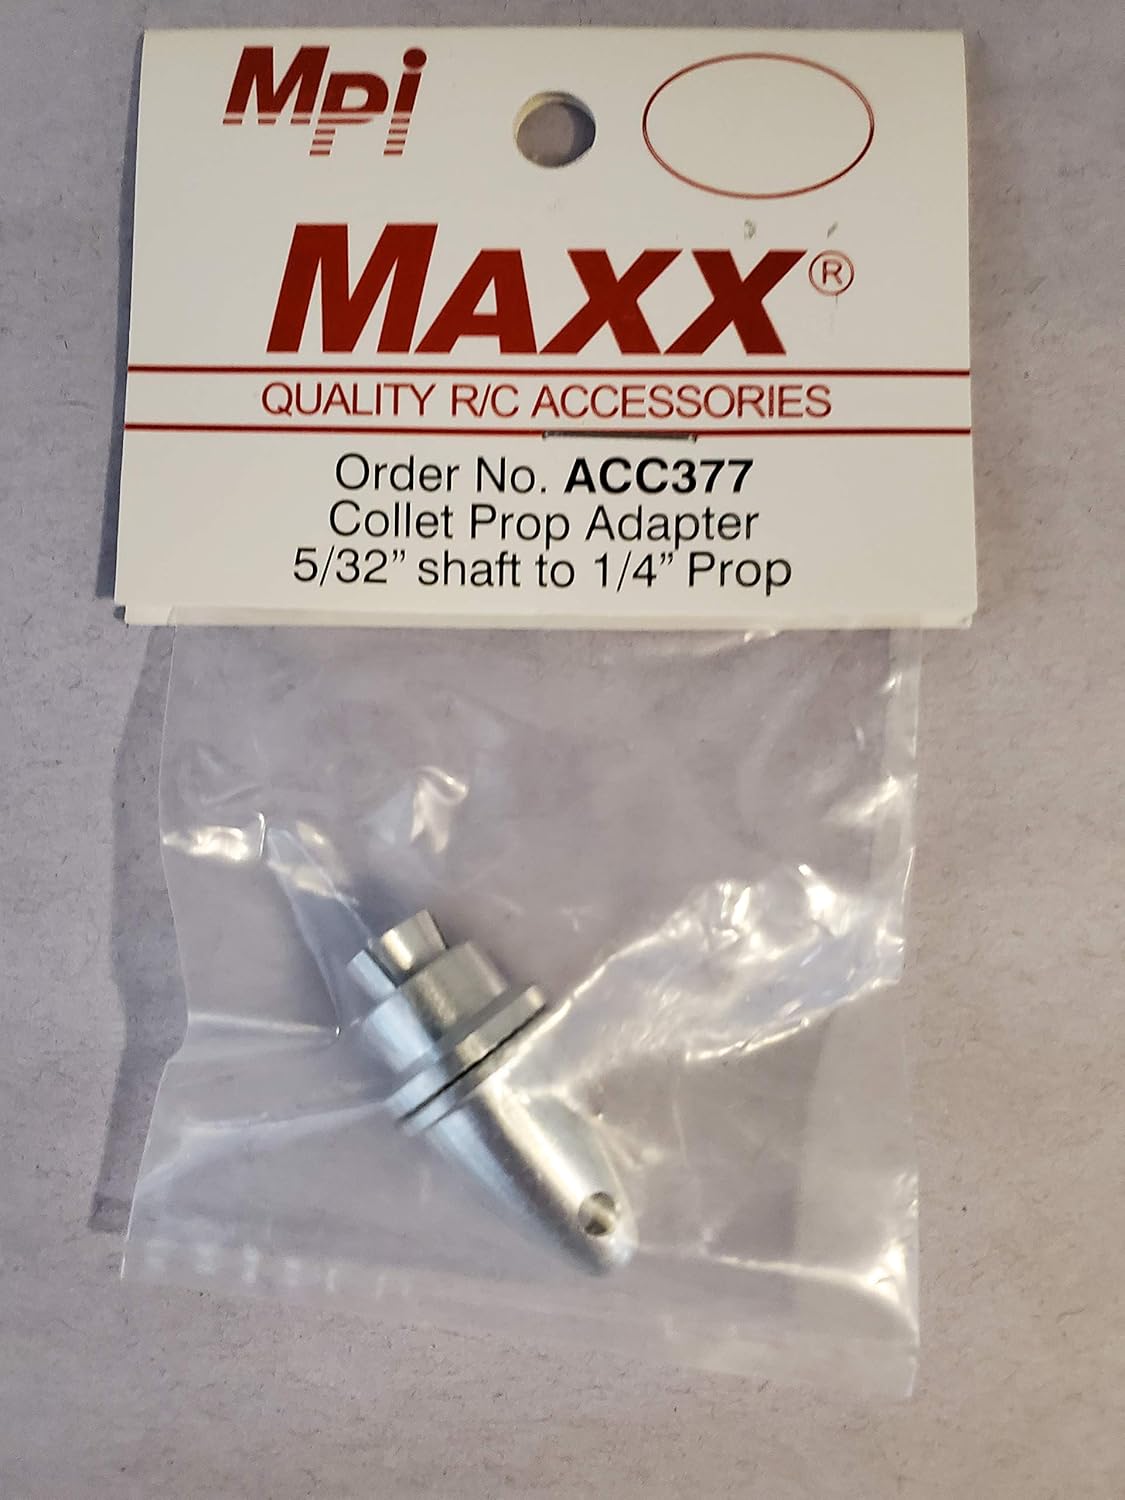 MPi
MAXX®
QUALITY R/C ACCESSORIES
Order No. ACC377
Collet Prop Adapter
5/32” shaft to 1/4” Prop